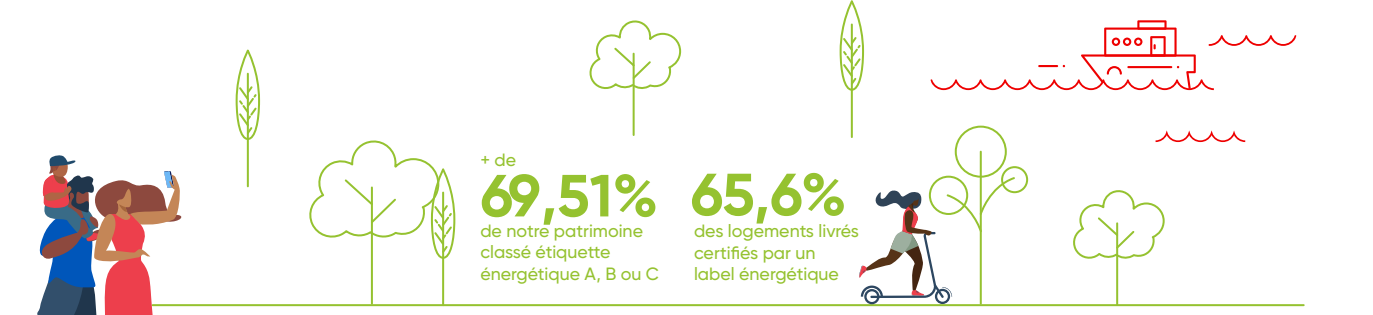 + de
69,51%
de notre patrimoine
classé étiquette
énergétique A, B ou C
65,6%
des logements livrés
certifiés par un
label énergétique